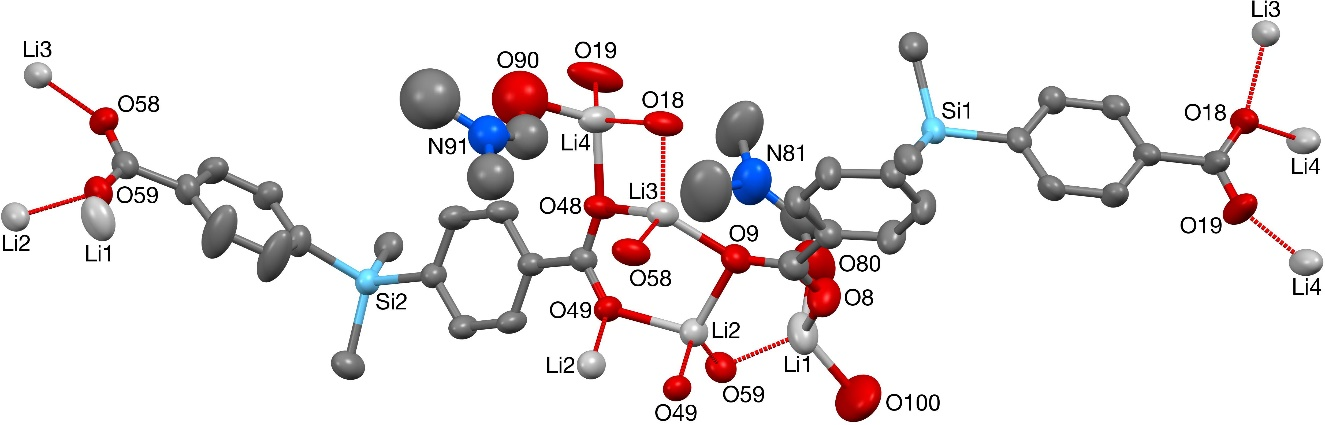 Li3
O58
O59
Li2
Li1
Si2
N91
O90
O19
O18
Li4
Li3
O48
O58
O49
Li2
O9
Li2
O49
O59
N81
O80
O8
Li1
O100
Si1
Li3
O18
Li4
O19
Li4